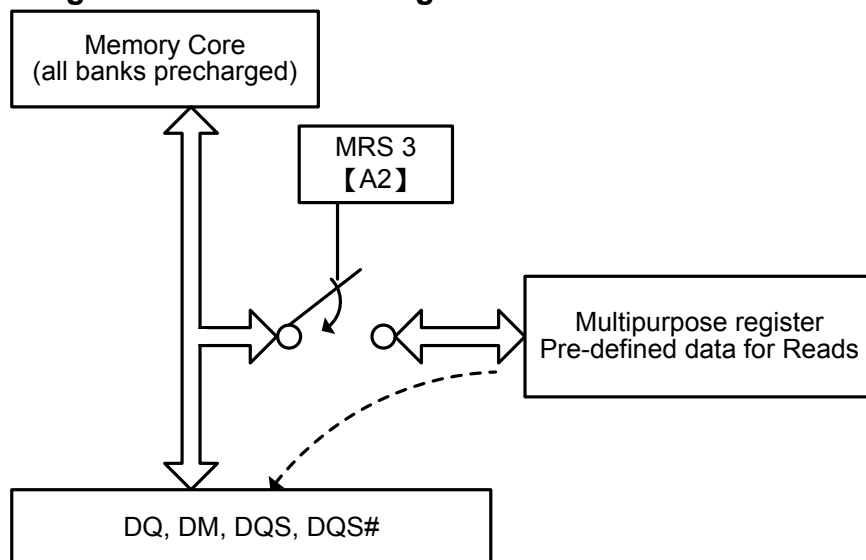 Memory Core
(all banks precharged)
MRS 3
【A2】
Multipurpose register
Pre-defined data for Reads
DQ, DM, DQS, DQS#